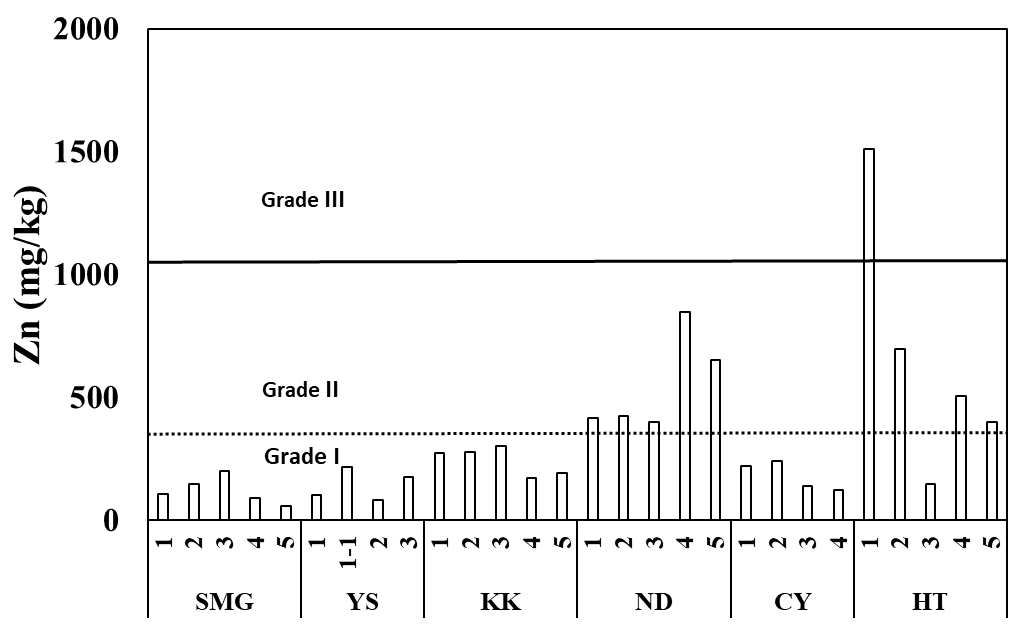 2000
1500
1000
500
0
Zn (mg/kg)
Grade III
Grade II
Grade I
1 2 3 4 5 1 1-1 2 3 1 2 3 4 5 1 2 3 4 5 1 2 3 4 1 2 3 4 5
SMG YS KK ND CY HT